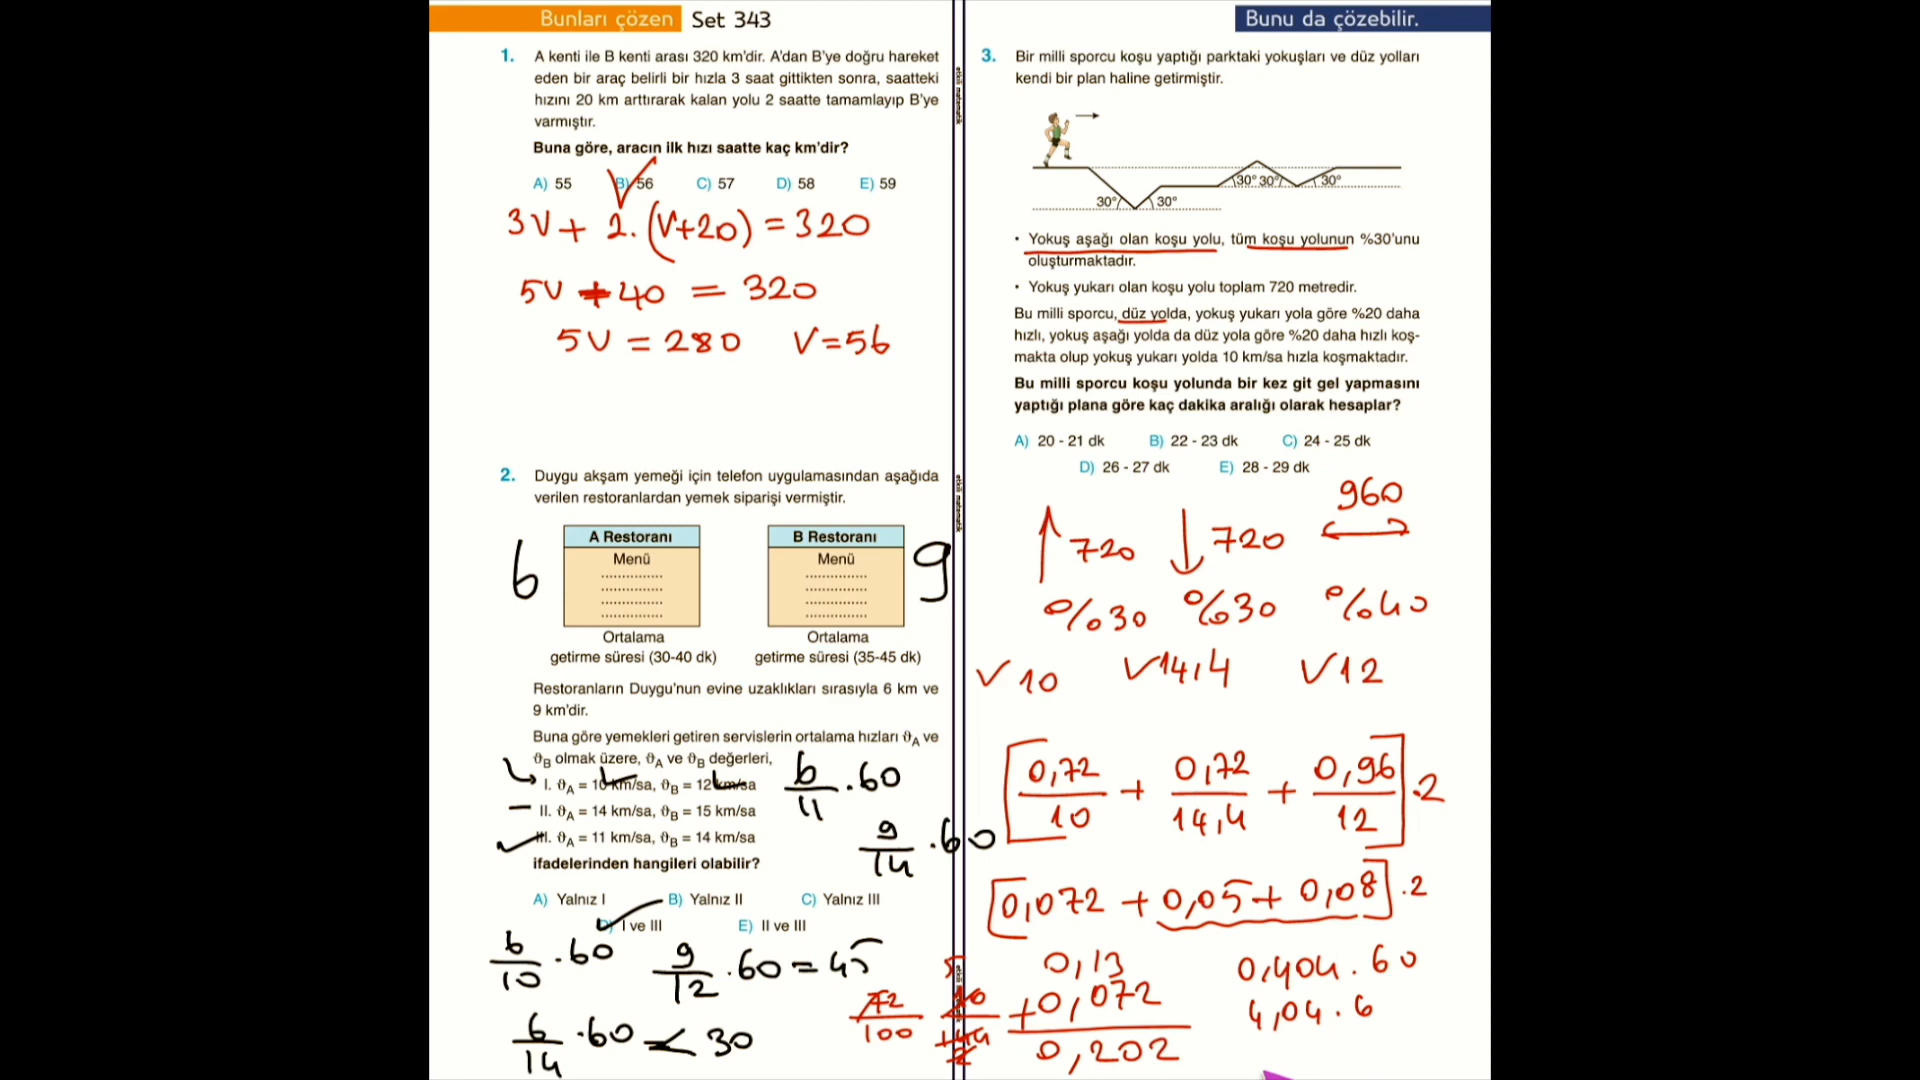 Bunları çözen Set 343
1. A kenti ile B kenti arası 320 km'dir. A'dan B'ye doğru hareket
eden bir araç belirli bir hızla 3 saat gittikten sonra, saatteki
hızını 20 km arttırarak kalan yolu 2 saatte tamamlayıp B'ye
varmıştır.
Buna göre, aracın ilk hızı saatte kaç km'dir?
A) 55 B) 56 C) 57 D) 58 E) 59
3V + 2.(V+20) = 320
5V + 40 = 320
5V = 280 V=56
2. Duygu akşam yemeği için telefon uygulamasından aşağıda
verilen restoranlardan yemek siparişi vermiştir.
A Restoranı B Restoranı
Menü Menü
6 9
Ortalama Ortalama
getirme süresi (30-40 dk) getirme süresi (35-45 dk)
Restoranların Duygu'nun evine uzaklıkları sırasıyla 6 km ve
9 km'dir.
Buna göre yemekleri getiren servislerin ortalama hızları ϑA ve
ϑB olmak üzere, ϑA ve ϑB değerleri,
I. ϑA = 10 km/sa, ϑB = 12 km/sa
II. ϑA = 14 km/sa, ϑB = 15 km/sa
III. ϑA = 11 km/sa, ϑB = 14 km/sa
ifadelerinden hangileri olabilir?
6/11 .60
9/14 .60
A) Yalnız I B) Yalnız II C) Yalnız III
D) I ve III E) II ve III
6/10 .60 9/12 .60 = 45
6/14 .60 < 30
Bunu da çözebilir.
3. Bir milli sporcu koşu yaptığı parktaki yokuşları ve düz yolları
kendi bir plan haline getirmiştir.
30° 30° 30°
30° 30°
• Yokuş aşağı olan koşu yolu, tüm koşu yolunun %30'unu
oluşturmaktadır.
• Yokuş yukarı olan koşu yolu toplam 720 metredir.
Bu milli sporcu, düz yolda, yokuş yukarı yola göre %20 daha
hızlı, yokuş aşağı yolda da düz yola göre %20 daha hızlı koş-
makta olup yokuş yukarı yolda 10 km/sa hızla koşmaktadır.
Bu milli sporcu koşu yolunda bir kez git gel yapmasını
yaptığı plana göre kaç dakika aralığı olarak hesaplar?
A) 20 - 21 dk B) 22 - 23 dk C) 24 - 25 dk
D) 26 - 27 dk E) 28 - 29 dk
960
↑ 720 ↓ 720 ↔
%30 %30 %40
V 10 V 14,4 V 12
[0,72/10 + 0,72/14,4 + 0,96/12] .2
[0,072 + 0,05 + 0,08] .2
0,13 0,404 . 60
+0,072 4,04 . 6
0,202
72/100 10/144
5
2
etkili matematik
etkili matematik